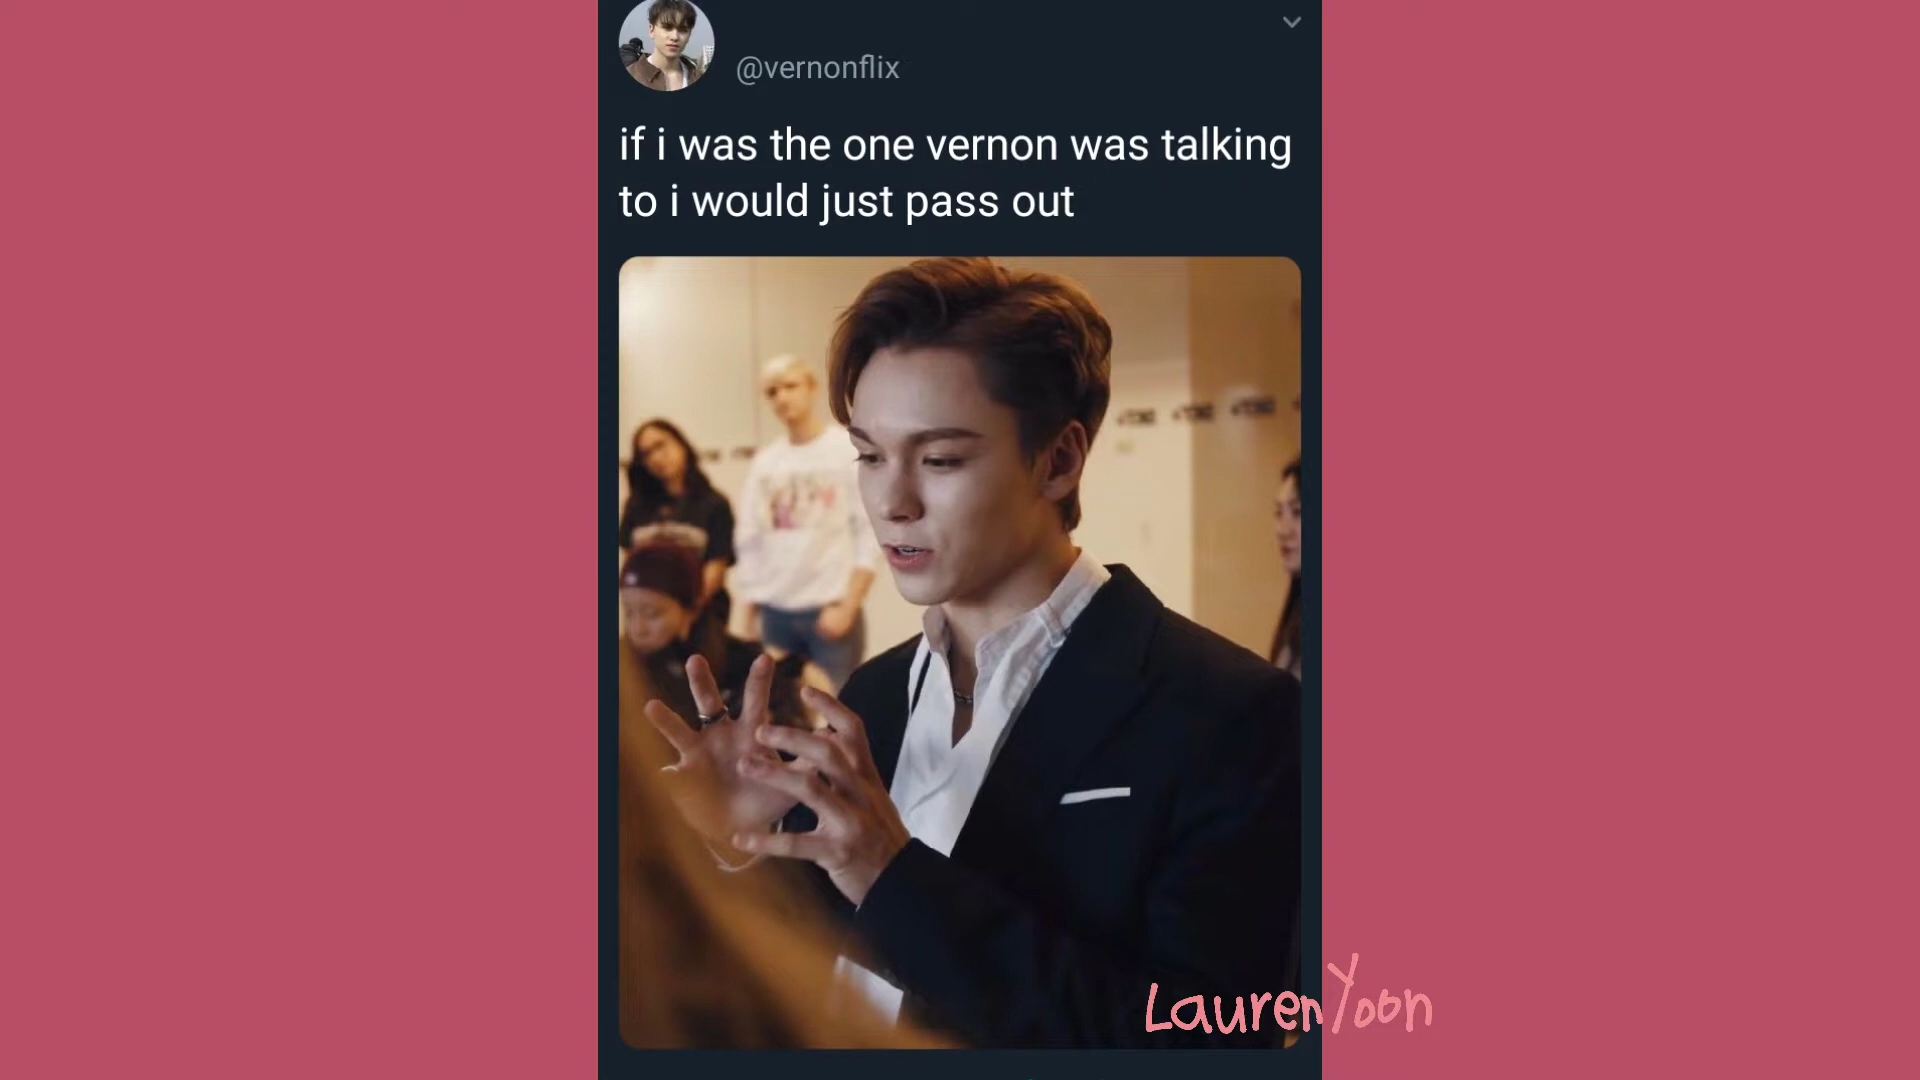 @vernonflix
if i was the one vernon was talking
to i would just pass out
LaurenYoon